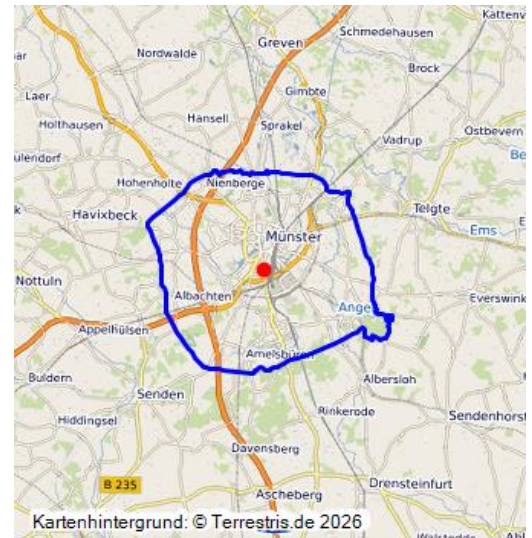 Kattenv
Schmedehausen
Greven
Nordwalde
ar
Brock
Gimbte
Laer
Hansell
Holthausen
Sprakel
Ostbevern
Vadrup
ulendorf
Be
Hohenholte
Nienberge
Telgte
Havixbeck
Ems
Münster
Nottuln
Everswink
Albachten
Ange
Appelhülsen
Amelsbüren
Buldern
Albersloh
Senden
Rinkerode
Hiddingsel
Sendenhorst
Davensberg
B 235
Drensteinfurt
Ascheberg
Kartenhintergrund: © Terrestris.de 2026